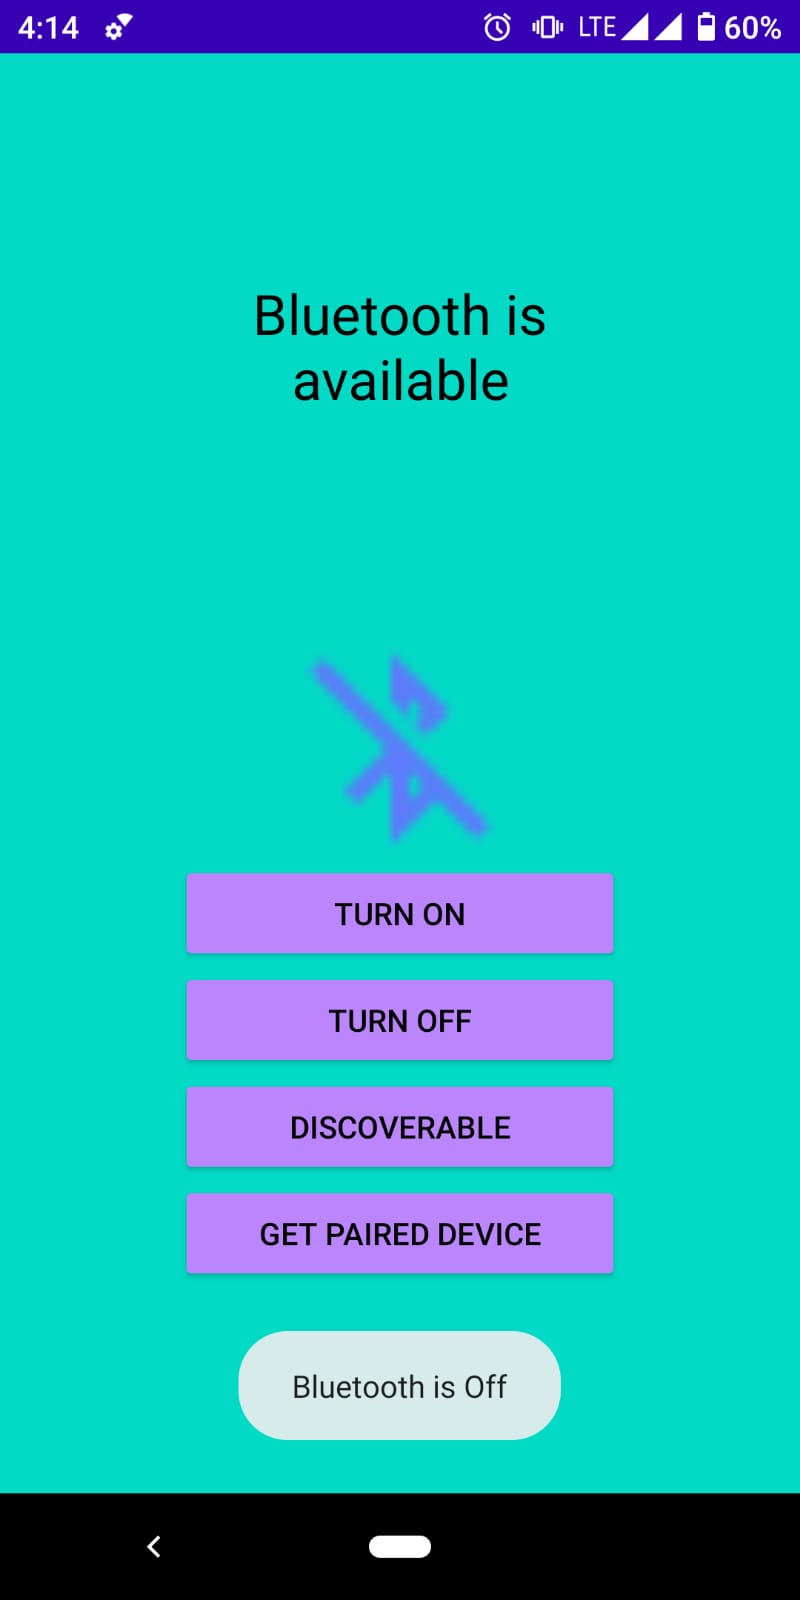 4:14 LTE 60%
Bluetooth is
available
TURN ON
TURN OFF
DISCOVERABLE
GET PAIRED DEVICE
Bluetooth is Off